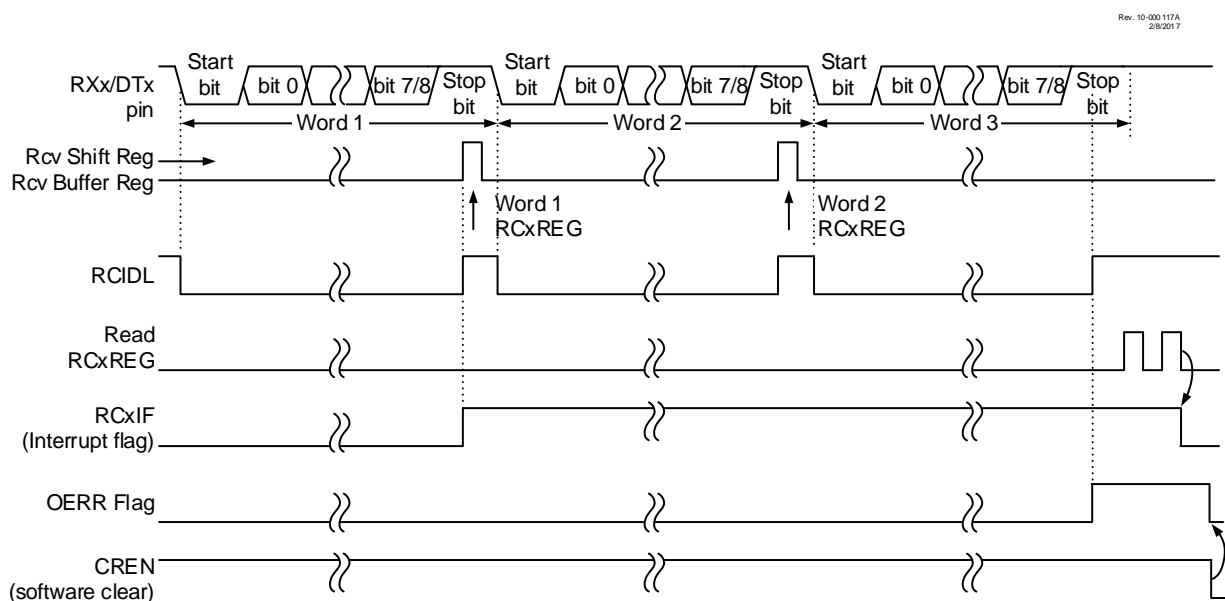 Rev. 10-000 117A
2/8/2017
RXx/DTx
pin
Start
bit
bit 0
bit 7/8
Stop
bit
Start
bit
bit 0
bit 7/8
Stop
bit
Start
bit
bit 0
bit 7/8
Stop
bit
Word 1
Word 2
Word 3
Rcv Shift Reg
Rcv Buffer Reg
Word 1
RCxREG
Word 2
RCxREG
RCIDL
Read
RCxREG
RCxIF
(Interrupt flag)
OERR Flag
CREN
(software clear)